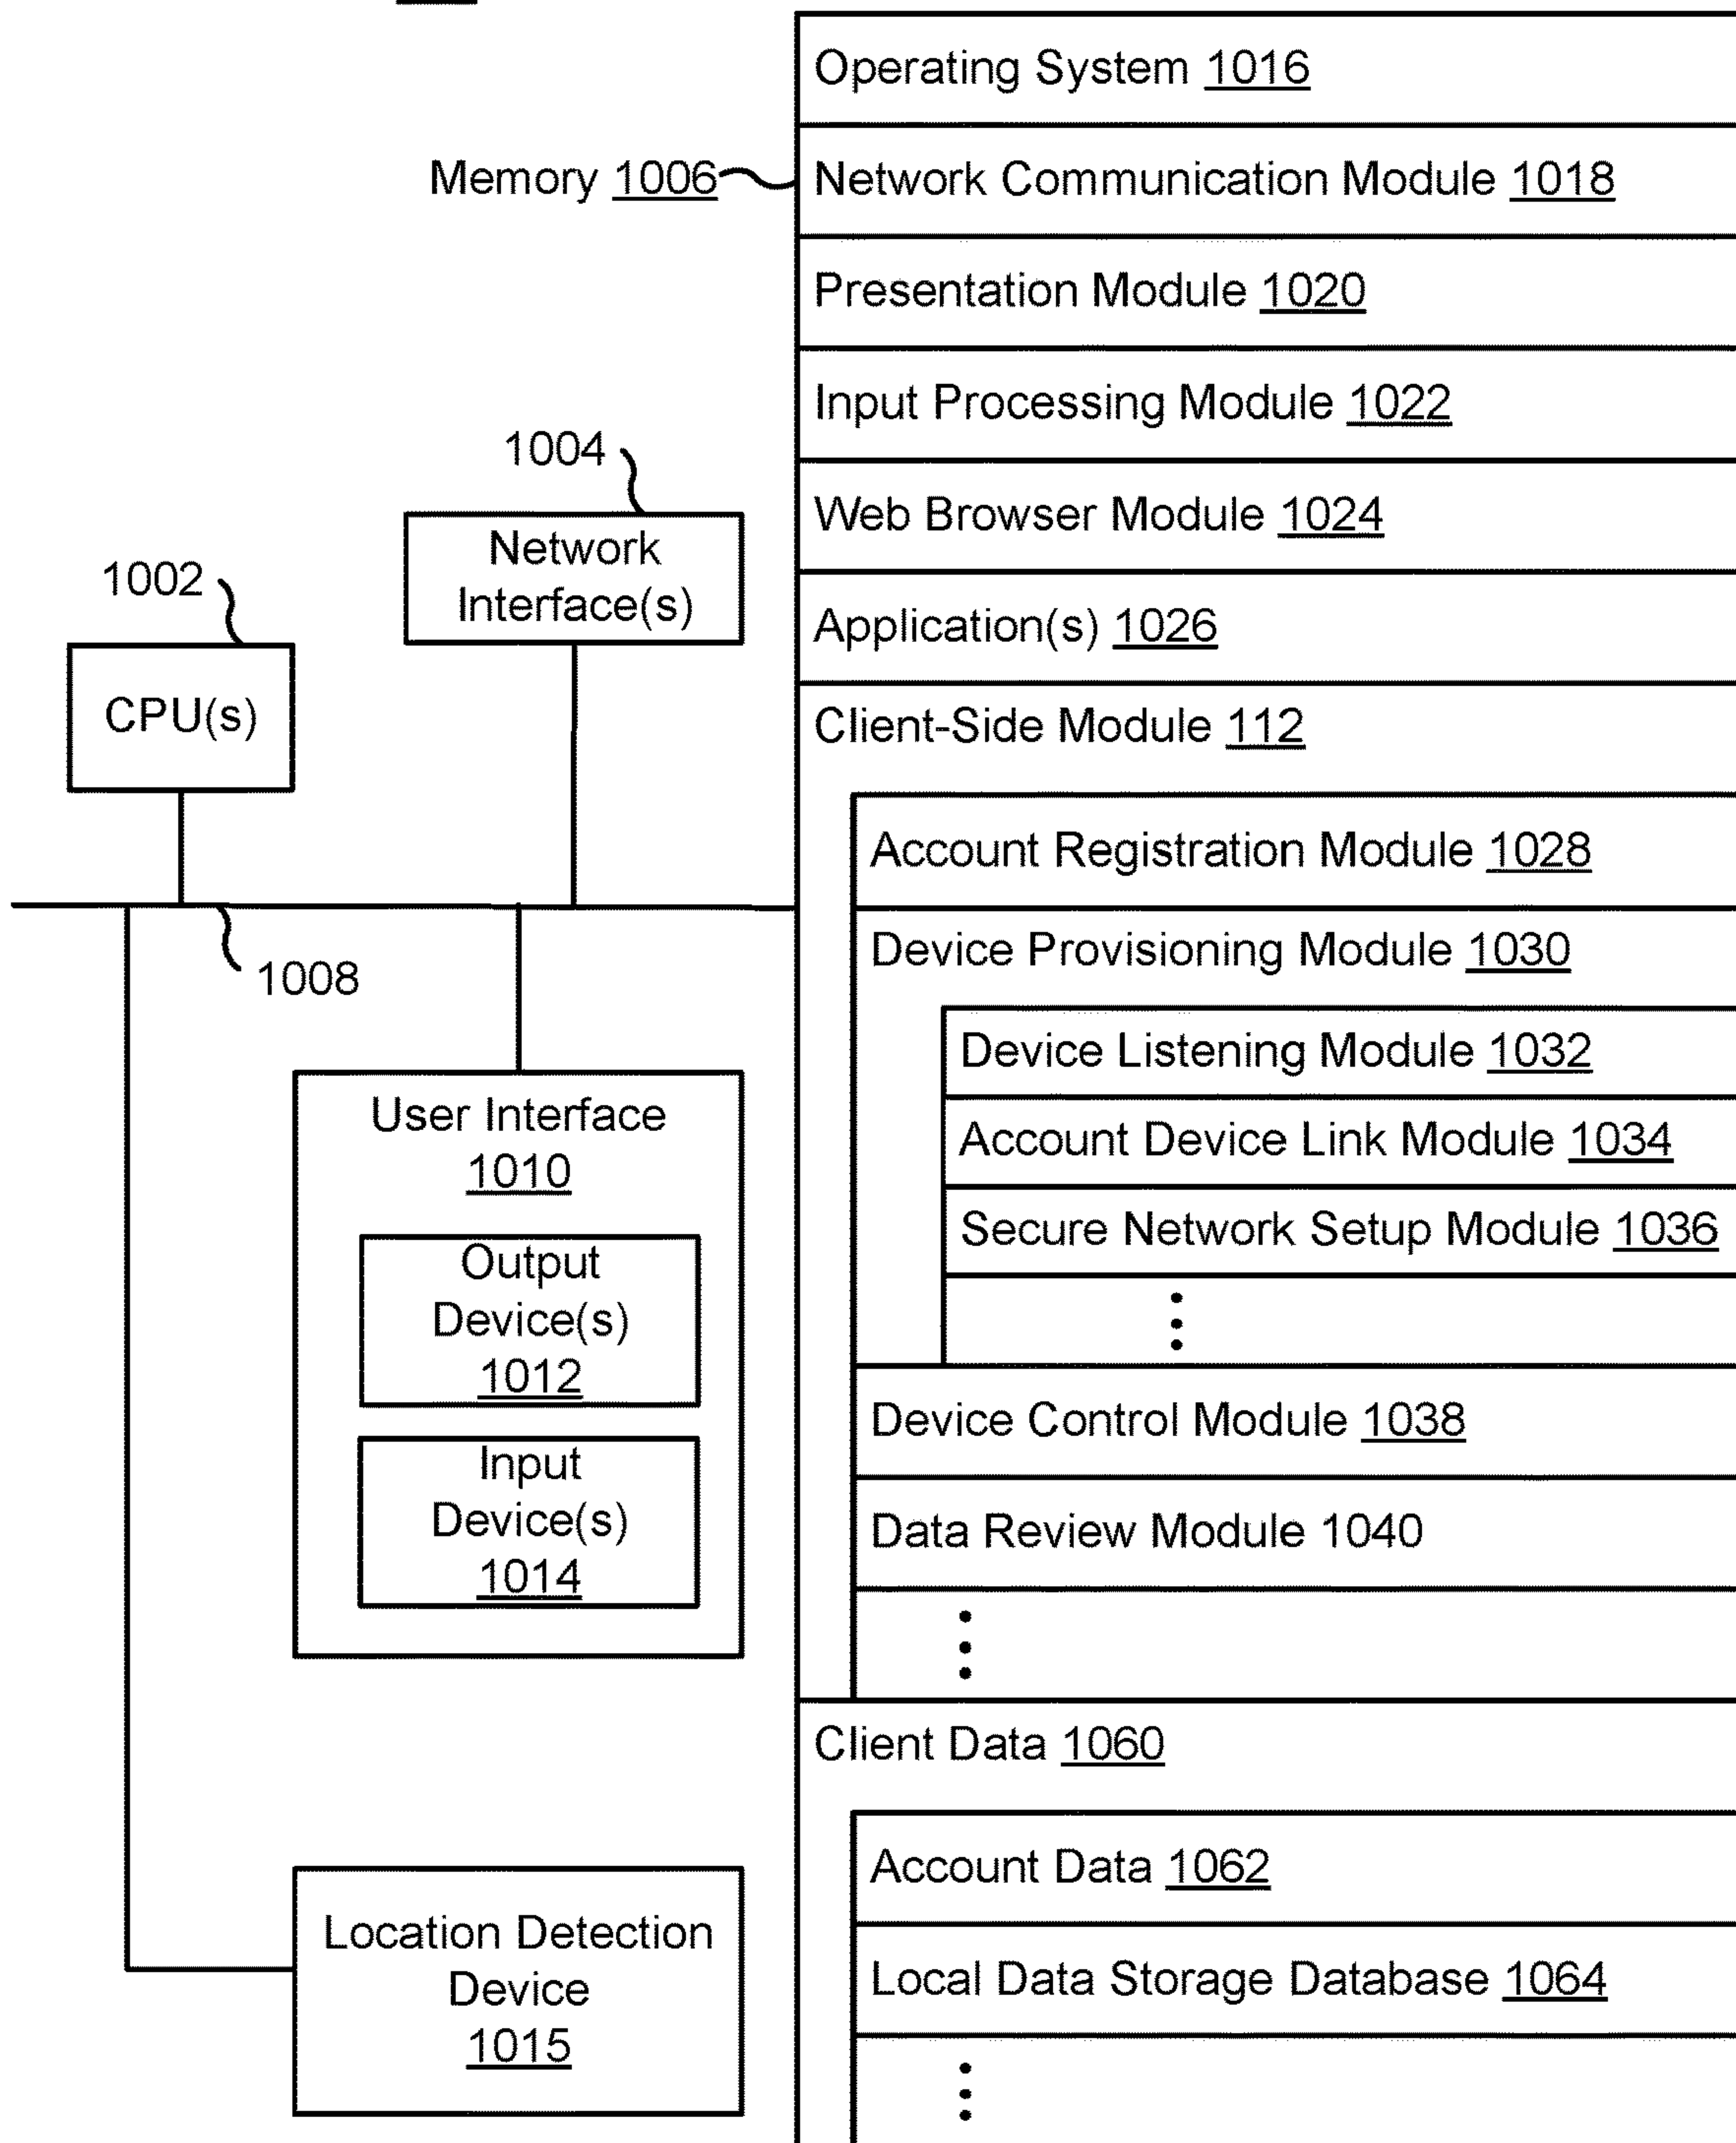 Operating System 1016
Memory 1006
Network Communication Module 1018
Presentation Module 1020
Input Processing Module 1022
1004
Network
Interface(s)
Web Browser Module 1024
1002
CPU(s)
Application(s) 1026
Client-Side Module 112
Account Registration Module 1028
1008
Device Provisioning Module 1030
Device Listening Module 1032
Account Device Link Module 1034
Secure Network Setup Module 1036
User Interface
1010
Output
Device(s)
1012
Input
Device(s)
1014
Device Control Module 1038
Data Review Module 1040
Client Data 1060
Account Data 1062
Local Data Storage Database 1064
Location Detection
Device
1015